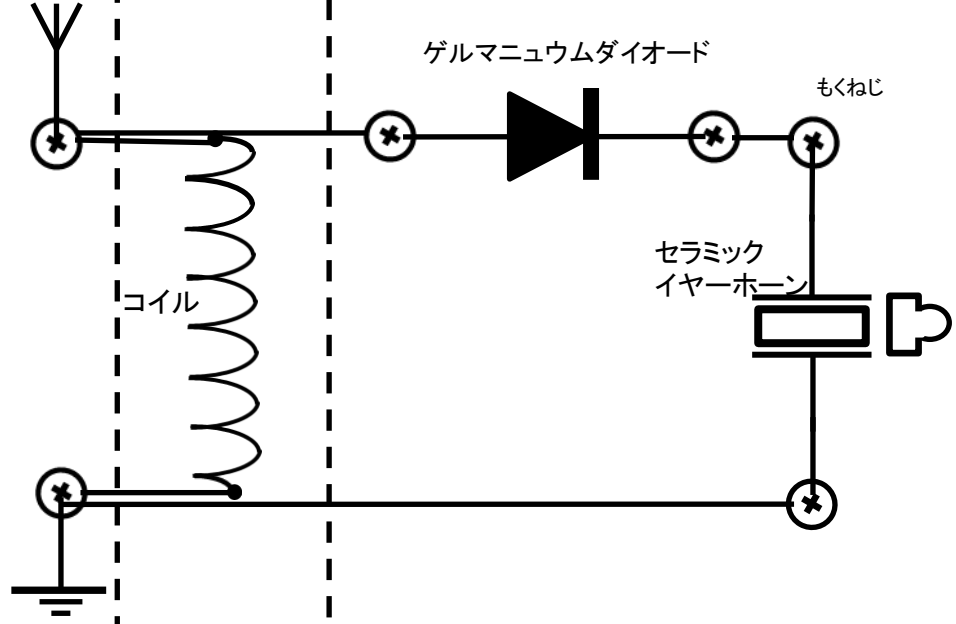 ゲルマニュウムダイオード
もくねじ
セラミック
イヤーホーン
コイル